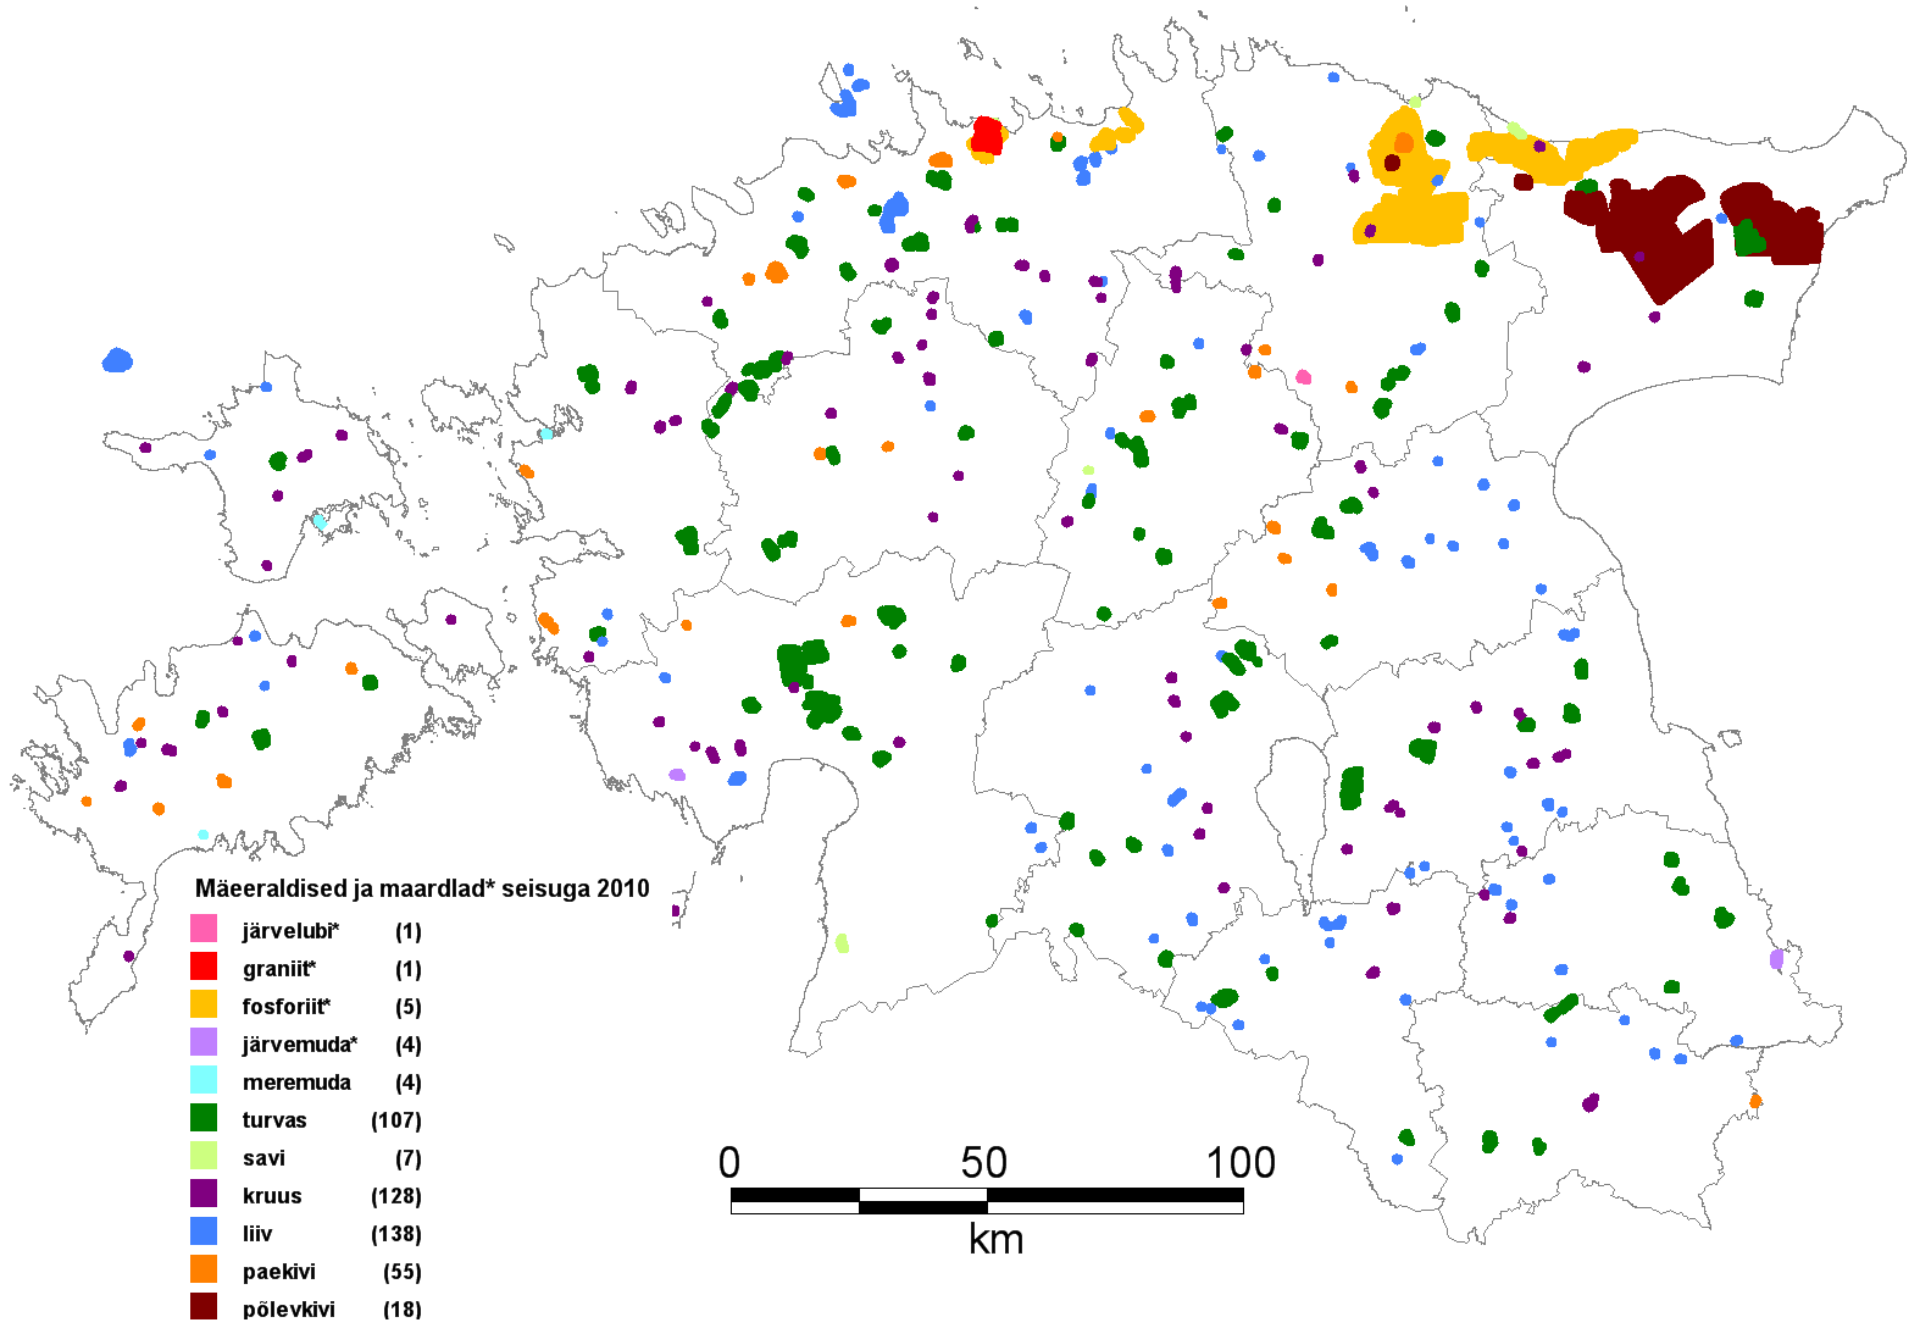 Mäeeraldised ja maardlad* seisuga 2010
järvelubi* (1)
graniit* (1)
fosforiit* (5)
järvemuda* (4)
meremuda (4)
turvas (107)
savi (7)
kruus (128)
liiv (138)
paekivi (55)
põlevkivi (18)
0 50 100
km